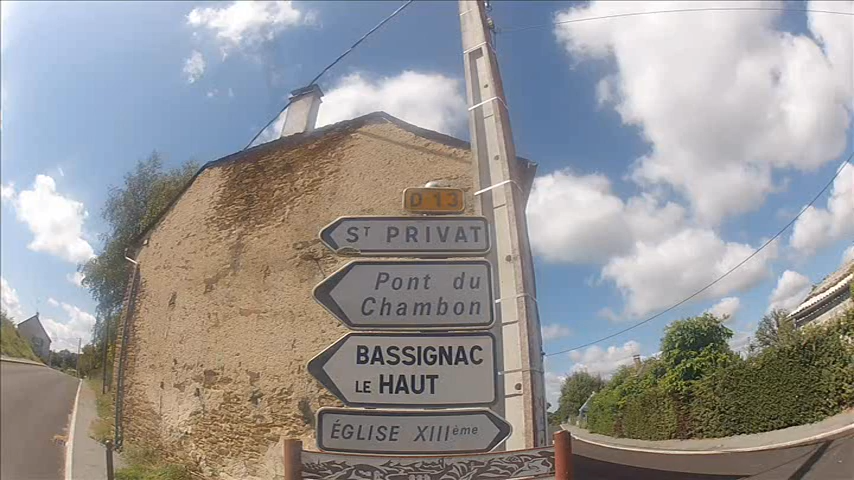 D 13
ST PRIVAT
Pont du
Chambon
BASSIGNAC
LE HAUT
ÉGLISE XIIIème